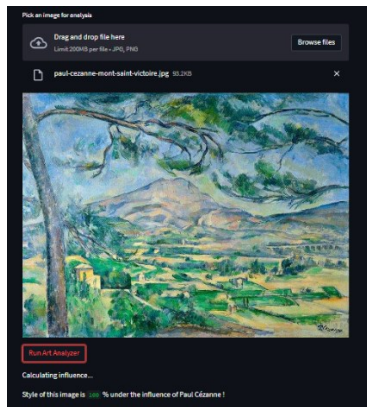 Pick an image for analysis
Drag and drop file here
Limit 200MB per file • JPG, PNG
Browse files
paul-cezanne-mont-saint-victoire.jpg 93.2KB
Run Art Analyzer
Calculating influence...
Style of this image is 100 % under the influence of Paul Cézanne !